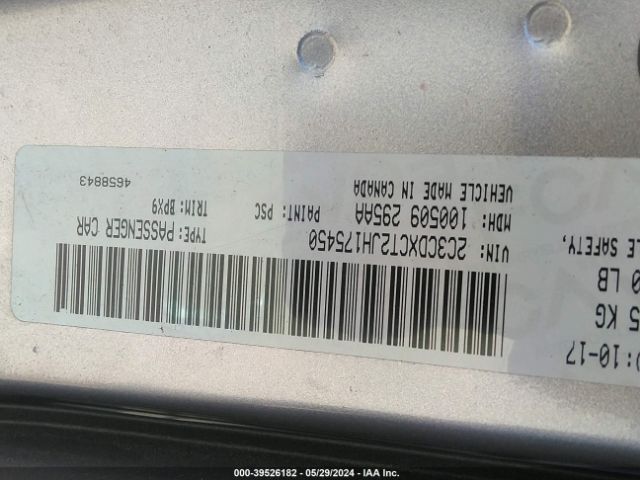 :10-17
5 KG
0 LB
LE SAFETY,
VIN: 2C3CDXCT2JH175450 TYPE: PASSENGER CAR
MDH: 100509 295AA PAINT: PSC TRIM: BPX9
VEHICLE MADE IN CANADA 4658843
000-39526182 - 05/29/2024 - IAA Inc.